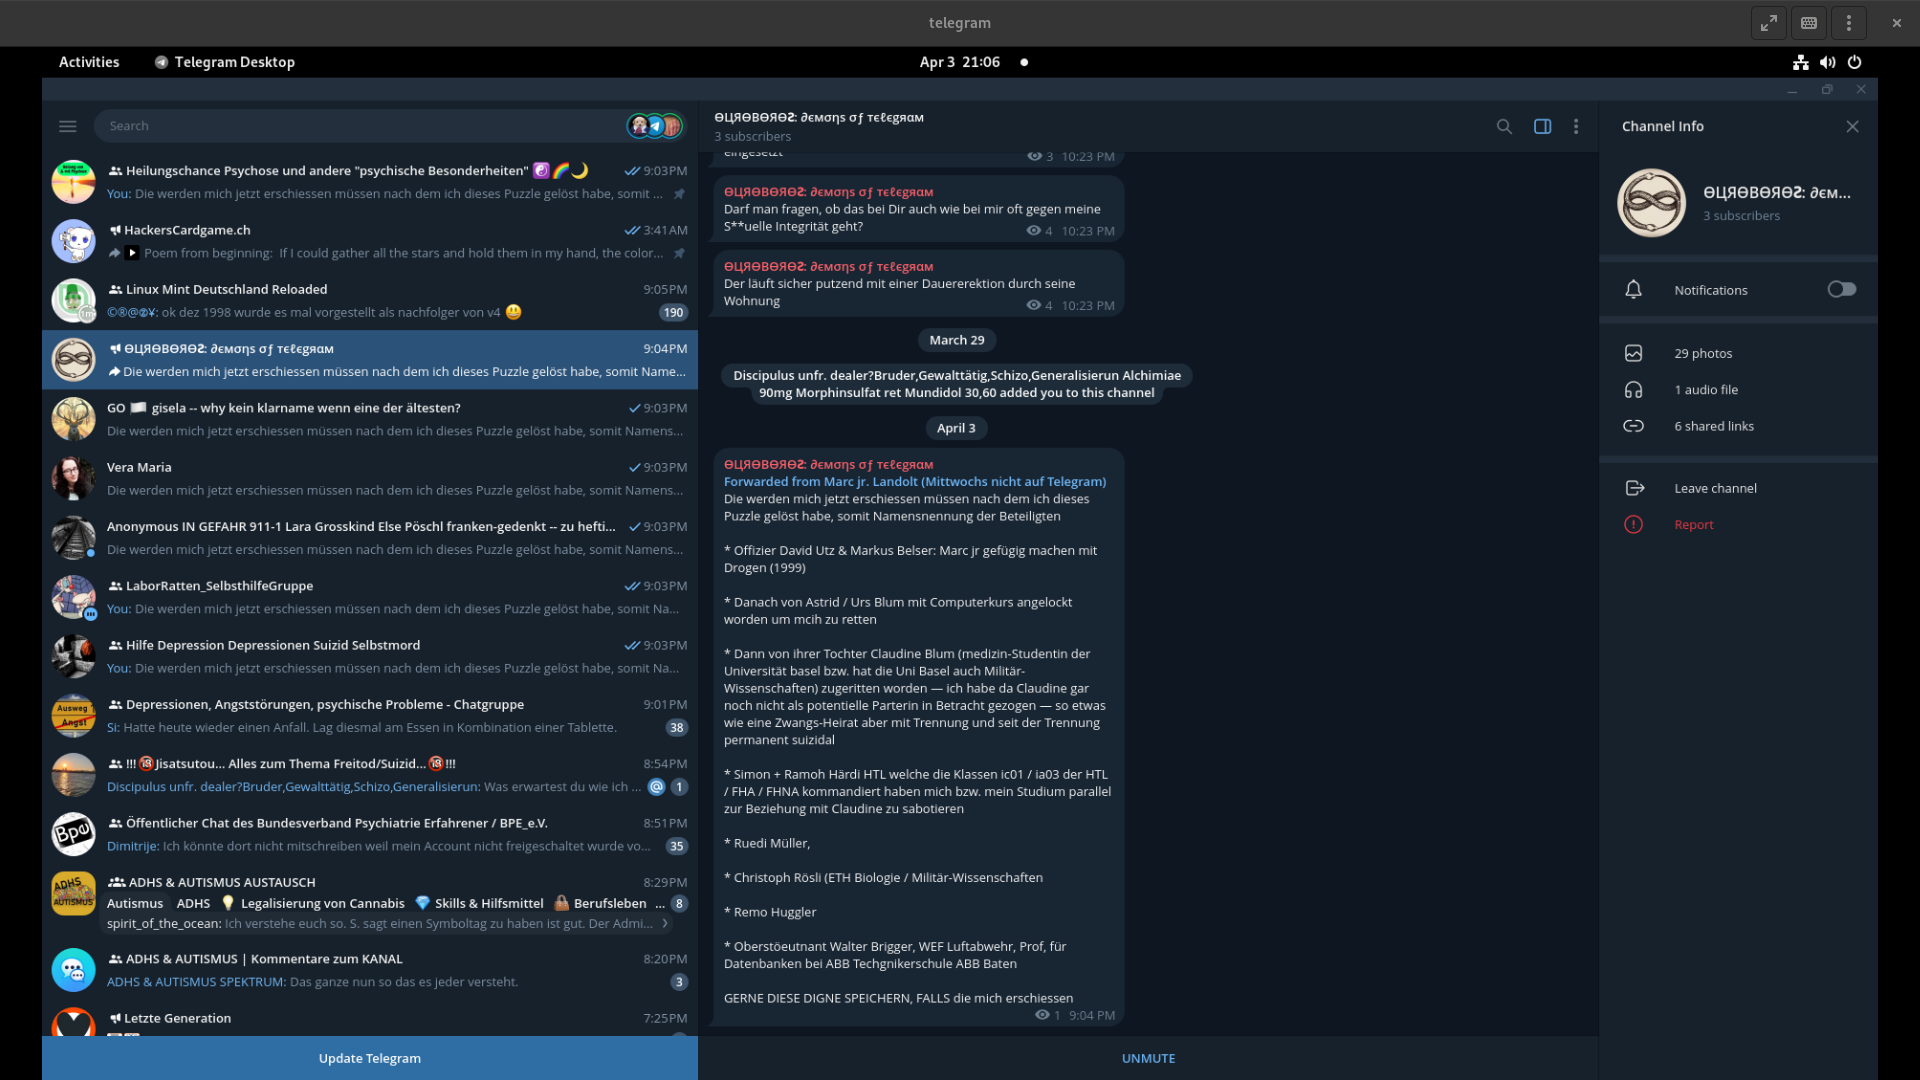 telegram
Activities
Telegram Desktop
Apr 3 21:06
Search
Heilungschance Psychose und andere "psychische Besonderheiten" ☯️🌈🌙
9:03PM
You: Die werden mich jetzt erschiessen müssen nach dem ich dieses Puzzle gelöst habe, somit ...
HackersCardgame.ch
3:41AM
Poem from beginning: If I could gather all the stars and hold them in my hand, the color...
Linux Mint Deutschland Reloaded
9:05PM
ok dez 1998 wurde es mal vorgestellt als nachfolger von v4 😃
190
ӨЦЯӨBӨЯӨƧ: ∂ємσηѕ σƒ тєℓєgяαм
9:04PM
Die werden mich jetzt erschiessen müssen nach dem ich dieses Puzzle gelöst habe, somit Name...
GO 🏳️ gisela -- why kein klarname wenn eine der ältesten?
9:03PM
Die werden mich jetzt erschiessen müssen nach dem ich dieses Puzzle gelöst habe, somit Namens...
Vera Maria
9:03PM
Die werden mich jetzt erschiessen müssen nach dem ich dieses Puzzle gelöst habe, somit Namens...
Anonymous IN GEFAHR 911-1 Lara Grosskind Else Pöschl franken-gedenkt -- zu hefti...
9:03PM
Die werden mich jetzt erschiessen müssen nach dem ich dieses Puzzle gelöst habe, somit Namens...
LaborRatten_SelbsthilfeGruppe
9:03PM
You: Die werden mich jetzt erschiessen müssen nach dem ich dieses Puzzle gelöst habe, somit Na...
Hilfe Depression Depressionen Suizid Selbstmord
9:03PM
You: Die werden mich jetzt erschiessen müssen nach dem ich dieses Puzzle gelöst habe, somit Na...
Ausweg
Angst
Depressionen, Angststörungen, psychische Probleme - Chatgruppe
9:01PM
Si: Hatte heute wieder einen Anfall. Lag diesmal am Essen in Kombination einer Tablette.
38
!!!🔞Jisatsutou... Alles zum Thema Freitod/Suizid...🔞!!!
8:54PM
Discipulus unfr. dealer?Bruder,Gewalttätig,Schizo,Generalisierun: Was erwartest du wie ich ...
@ 1
Bpe
Öffentlicher Chat des Bundesverband Psychiatrie Erfahrener / BPE_e.V.
8:51PM
Dimitrije: Ich könnte dort nicht mitschreiben weil mein Account nicht freigeschaltet wurde vo...
35
ADHS
AUTISMUS
ADHS & AUTISMUS AUSTAUSCH
8:29PM
Autismus ADHS 💡 Legalisierung von Cannabis 💎 Skills & Hilfsmittel 👜 Berufsleben ... 8
spirit_of_the_ocean: Ich verstehe euch so. S. sagt einen Symboltag zu haben ist gut. Der Admi...
ADHS & AUTISMUS | Kommentare zum KANAL
8:20PM
ADHS & AUTISMUS SPEKTRUM: Das ganze nun so das es jeder versteht.
3
Letzte Generation
7:25PM
Update Telegram
ӨЦЯӨBӨЯӨƧ: ∂ємσηѕ σƒ тєℓєgяαм
3 subscribers
eingesetzt
3 10:23 PM
ӨЦЯӨBӨЯӨƧ: ∂ємσηѕ σƒ тєℓєgяαм
Darf man fragen, ob das bei Dir auch wie bei mir oft gegen meine
S**uelle Integrität geht?
4 10:23 PM
ӨЦЯӨBӨЯӨƧ: ∂ємσηѕ σƒ тєℓєgяαм
Der läuft sicher putzend mit einer Dauererektion durch seine
Wohnung
4 10:23 PM
March 29
Discipulus unfr. dealer?Bruder,Gewalttätig,Schizo,Generalisierun Alchimiae
90mg Morphinsulfat ret Mundidol 30,60 added you to this channel
April 3
ӨЦЯӨBӨЯӨƧ: ∂ємσηѕ σƒ тєℓєgяαм
Forwarded from Marc jr. Landolt (Mittwochs nicht auf Telegram)
Die werden mich jetzt erschiessen müssen nach dem ich dieses
Puzzle gelöst habe, somit Namensnennung der Beteiligten
* Offizier David Utz & Markus Belser: Marc jr gefügig machen mit
Drogen (1999)
* Danach von Astrid / Urs Blum mit Computerkurs angelockt
worden um mcih zu retten
* Dann von ihrer Tochter Claudine Blum (medizin-Studentin der
Universität basel bzw. hat die Uni Basel auch Militär-
Wissenschaften) zugeritten worden — ich habe da Claudine gar
noch nicht als potentielle Parterin in Betracht gezogen — so etwas
wie eine Zwangs-Heirat aber mit Trennung und seit der Trennung
permanent suizidal
* Simon + Ramoh Härdi HTL welche die Klassen ic01 / ia03 der HTL
/ FHA / FHNA kommandiert haben mich bzw. mein Studium parallel
zur Beziehung mit Claudine zu sabotieren
* Ruedi Müller,
* Christoph Rösli (ETH Biologie / Militär-Wissenschaften
* Remo Huggler
* Oberstöeutnant Walter Brigger, WEF Luftabwehr, Prof, für
Datenbanken bei ABB Techgnikerschule ABB Baten
GERNE DIESE DIGNE SPEICHERN, FALLS die mich erschiessen
1 9:04 PM
UNMUTE
Channel Info
ӨЦЯӨBӨЯӨƧ: ∂єм...
3 subscribers
Notifications
29 photos
1 audio file
6 shared links
Leave channel
Report